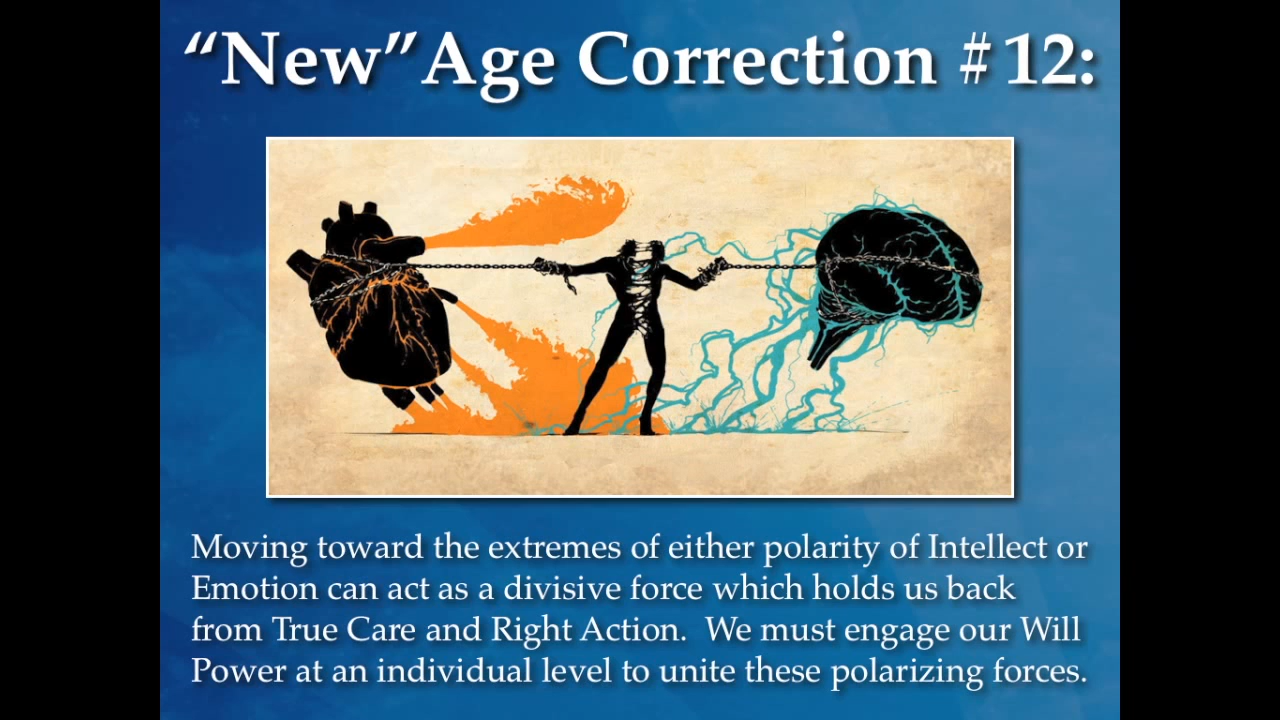 “New” Age Correction #12:
Moving toward the extremes of either polarity of Intellect or
Emotion can act as a divisive force which holds us back
from True Care and Right Action.  We must engage our Will
Power at an individual level to unite these polarizing forces.